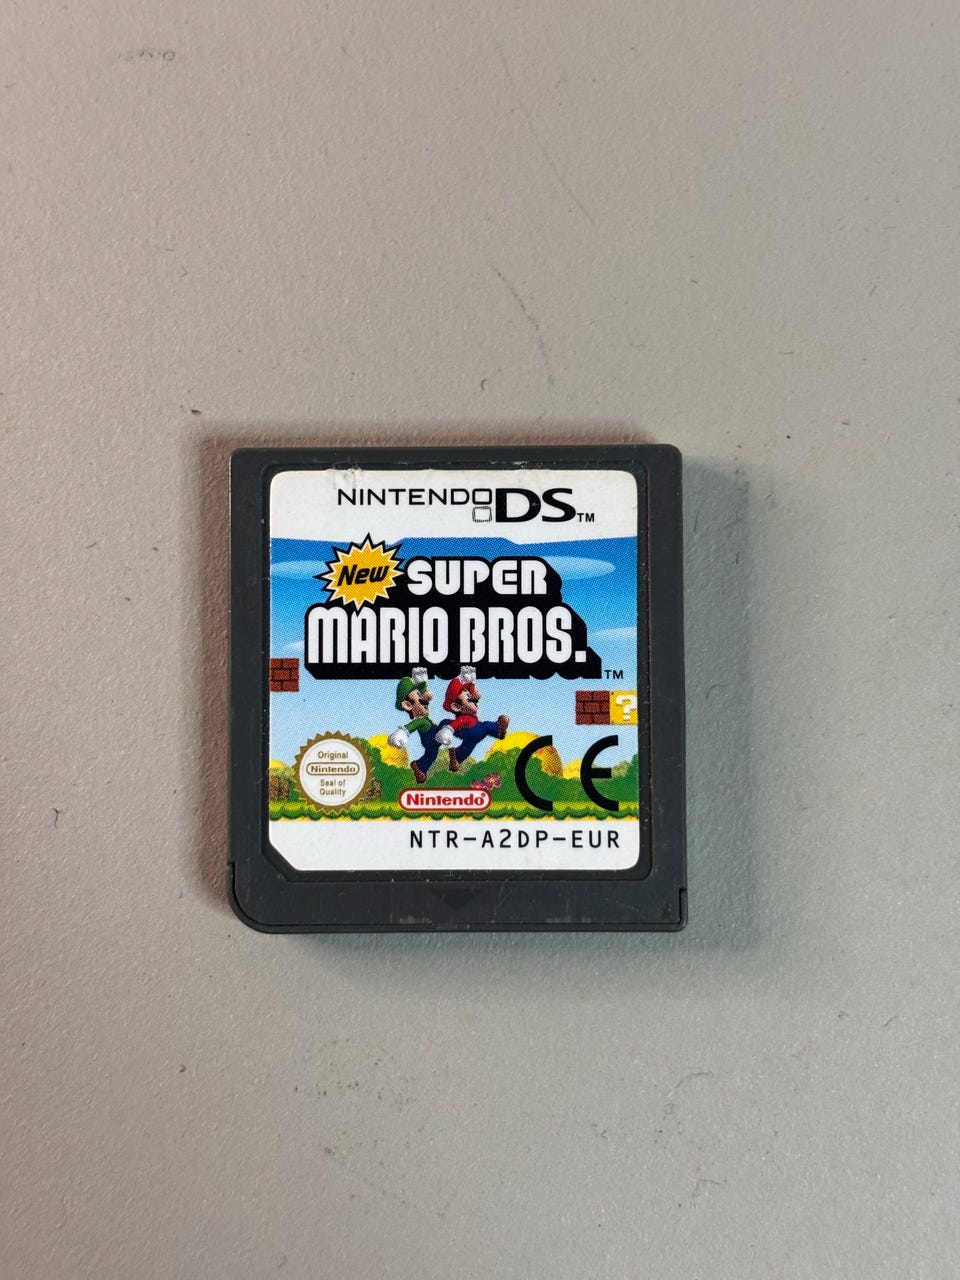 NINTENDO DS™
New SUPER
MARIO BROS.™
?
Original
Nintendo
Seal of
Quality
Nintendo®
CE
NTR-A2DP-EUR